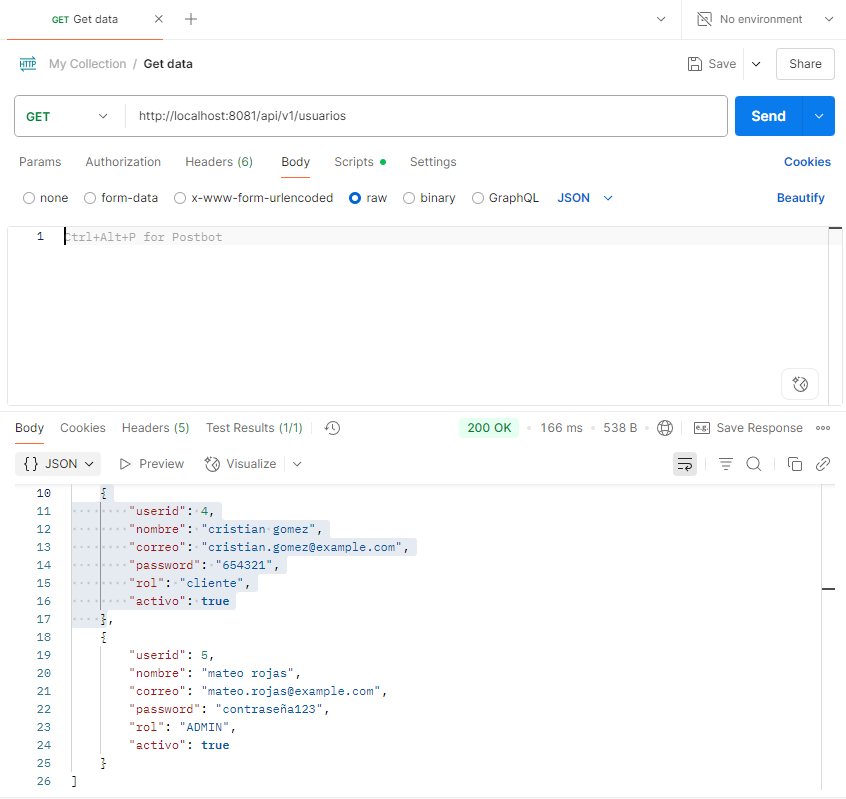 GET Get data
No environment
HTTP My Collection / Get data Save Share
GET http://localhost:8081/api/v1/usuarios Send
Params Authorization Headers (6) Body Scripts Settings Cookies
none form-data x-www-form-urlencoded raw binary GraphQL JSON Beautify
1 Ctrl+Alt+P for Postbot
Body Cookies Headers (5) Test Results (1/1) 200 OK 166 ms 538 B e.g. Save Response
{} JSON Preview Visualize
10 {
11 "userid": 4,
12 "nombre": "cristian gomez",
13 "correo": "cristian.gomez@example.com",
14 "password": "654321",
15 "rol": "cliente",
16 "activo": true
17 },
18 {
19 "userid": 5,
20 "nombre": "mateo rojas",
21 "correo": "mateo.rojas@example.com",
22 "password": "contraseña123",
23 "rol": "ADMIN",
24 "activo": true
25 }
26 ]